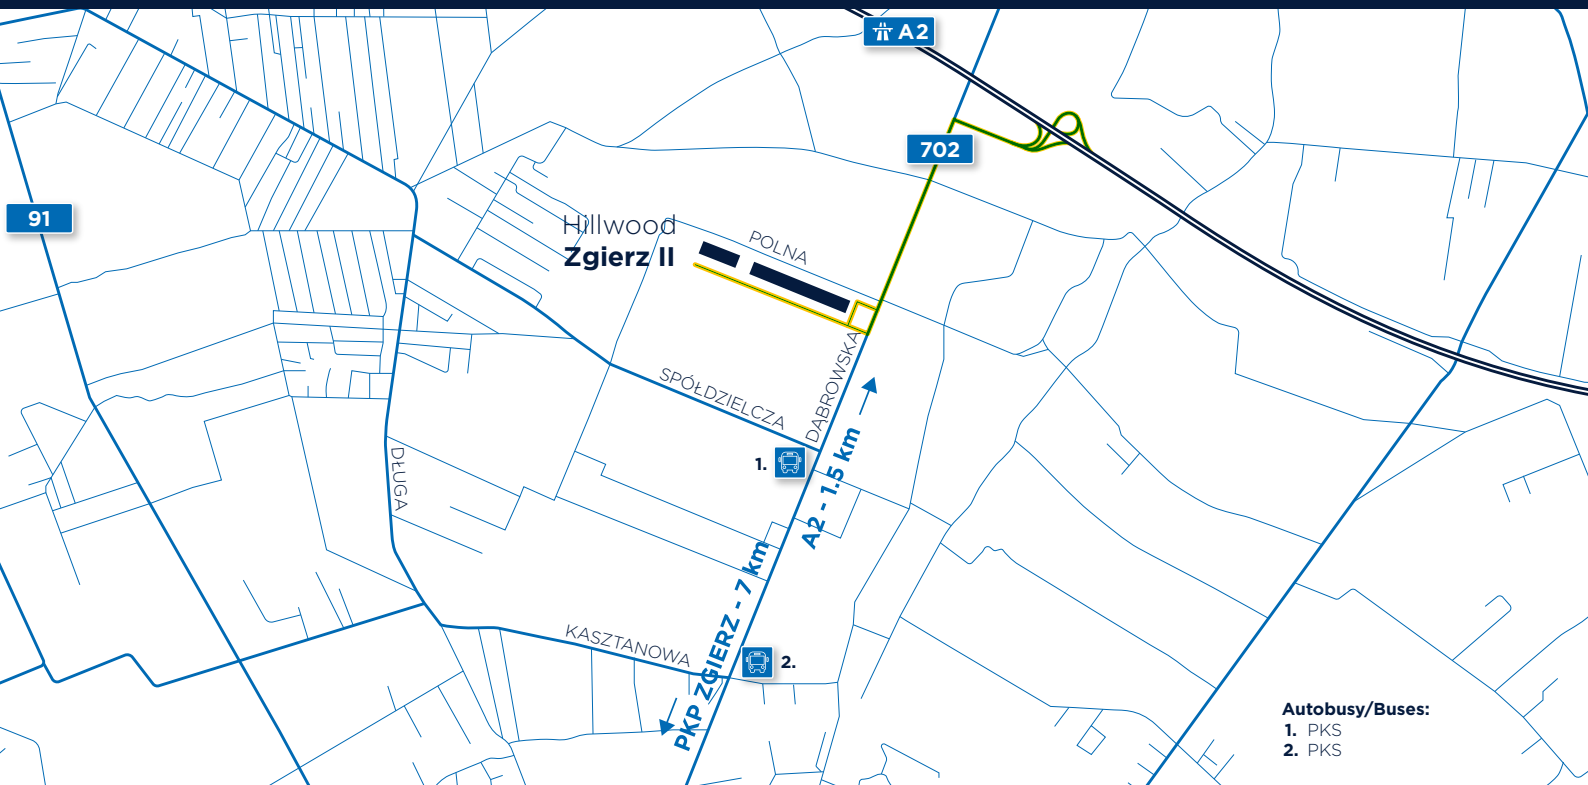 A2
702
91
Hillwood
Zgierz II
POLNA
DĄBROWSKA
SPÓŁDZIELCZA
1.
A2 - 1.5 km
DŁUGA
PKP ZGIERZ - 7 km
KASZTANOWA
2.
Autobusy/Buses:
1. PKS
2. PKS